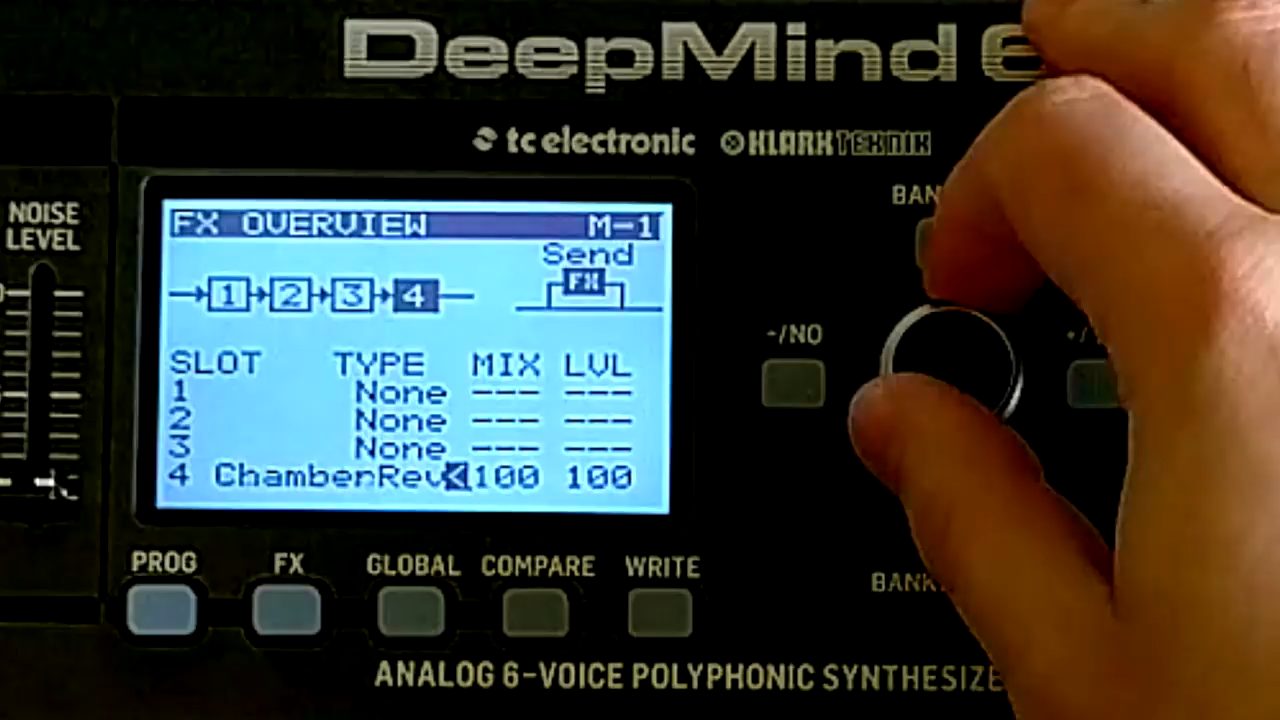 DeepMind 6
tc electronic KLARK TEKNIK
NOISE
LEVEL
FX OVERVIEW M-1
Send
FX
1 2 3 4
SLOT TYPE MIX LVL
1 None --- ---
2 None --- ---
3 None --- ---
4 ChamberRev 100 100
-/NO
PROG FX GLOBAL COMPARE WRITE
ANALOG 6-VOICE POLYPHONIC SYNTHESIZE